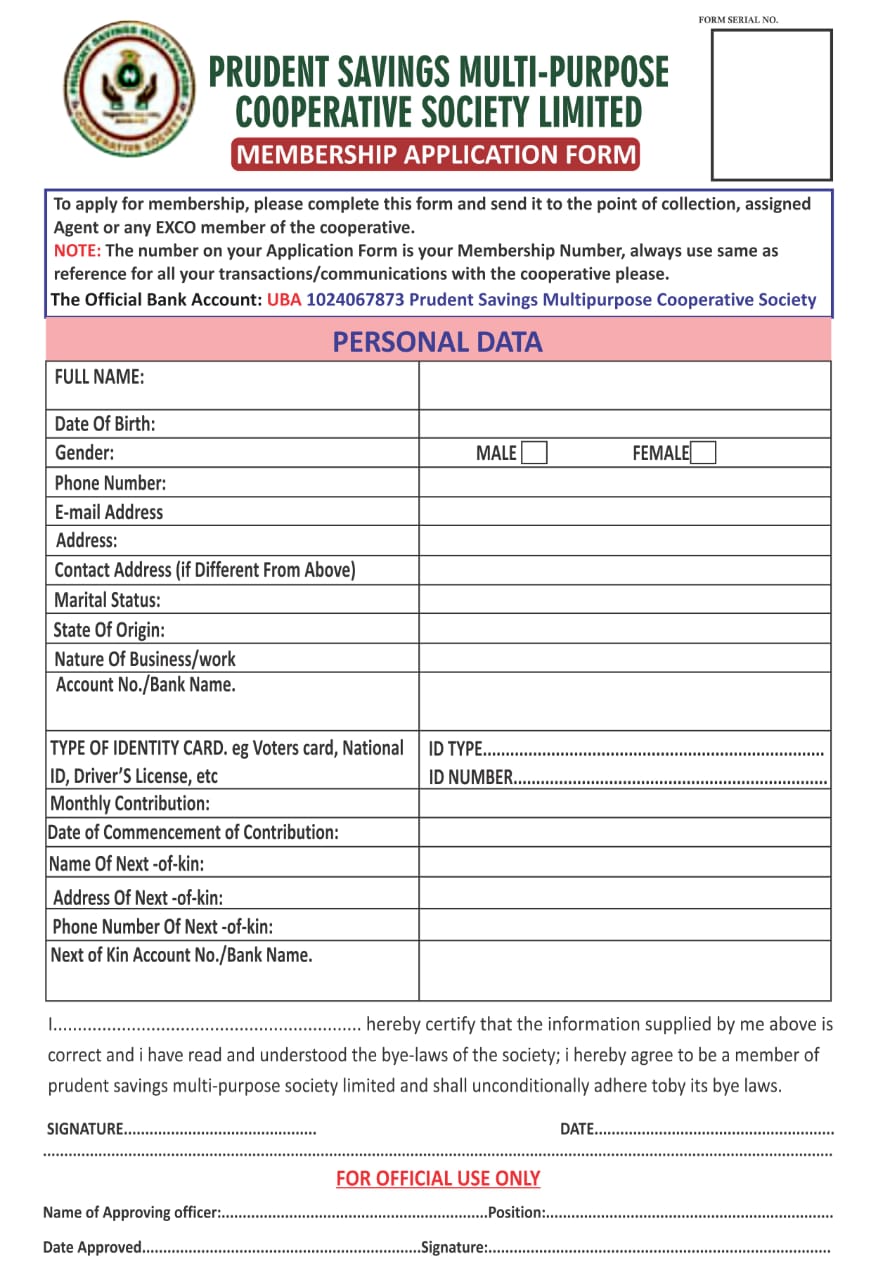 FORM SERIAL NO.
PRUDENT SAVINGS MULTI-PURPOSE
COOPERATIVE SOCIETY
PRUDENT SAVINGS MULTI-PURPOSE
COOPERATIVE SOCIETY LIMITED
MEMBERSHIP APPLICATION FORM
To apply for membership, please complete this form and send it to the point of collection, assigned
Agent or any EXCO member of the cooperative.
NOTE: The number on your Application Form is your Membership Number, always use same as
reference for all your transactions/communications with the cooperative please.
The Official Bank Account: UBA 1024067873 Prudent Savings Multipurpose Cooperative Society
PERSONAL DATA
FULL NAME:
Date Of Birth:
Gender: MALE FEMALE
Phone Number:
E-mail Address
Address:
Contact Address (if Different From Above)
Marital Status:
State Of Origin:
Nature Of Business/work
Account No./Bank Name.
TYPE OF IDENTITY CARD. eg Voters card, National
ID, Driver'S License, etc
ID TYPE................................................................................
ID NUMBER.........................................................................
Monthly Contribution:
Date of Commencement of Contribution:
Name Of Next -of-kin:
Address Of Next -of-kin:
Phone Number Of Next -of-kin:
Next of Kin Account No./Bank Name.
I............................................................... hereby certify that the information supplied by me above is
correct and i have read and understood the bye-laws of the society; i hereby agree to be a member of
prudent savings multi-purpose society limited and shall unconditionally adhere toby its bye laws.
SIGNATURE............................................. DATE........................................................
FOR OFFICIAL USE ONLY
Name of Approving officer:..............................................................Position:...................................................................
Date Approved.................................................................Signature:................................................................................